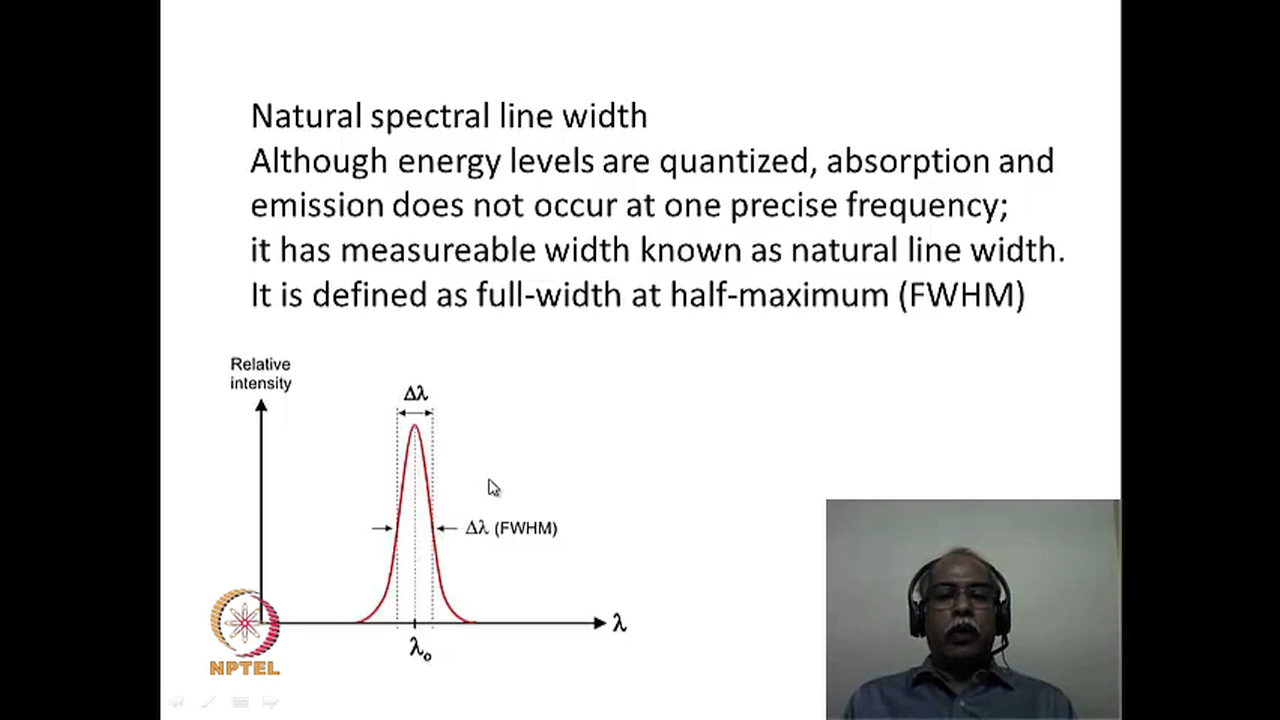 Natural spectral line width
Although energy levels are quantized, absorption and
emission does not occur at one precise frequency;
it has measureable width known as natural line width.
It is defined as full-width at half-maximum (FWHM)
Relative
intensity
Δλ
Δλ (FWHM)
λ
λo
NPTEL